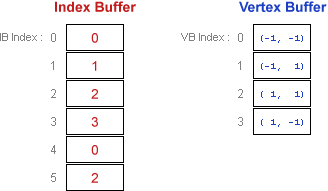 Index Buffer Vertex Buffer
IB Index : 0 0 VB Index : 0 (-1, -1)
1 1 1 (-1, 1)
2 2 2 ( 1, 1)
3 3 3 ( 1, -1)
4 0
5 2